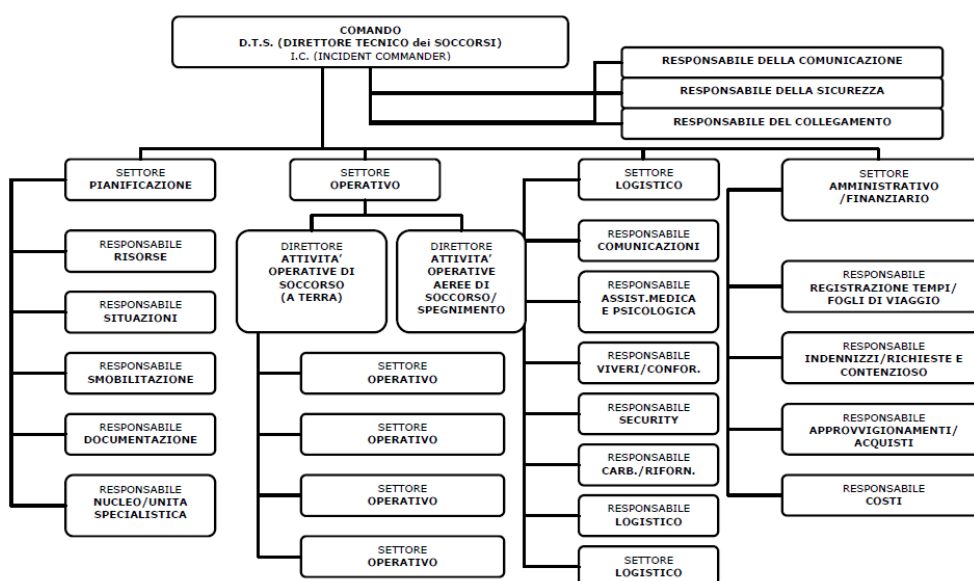 COMANDO
D.T.S. (DIRETTORE TECNICO dei SOCCORSI)
I.C. (INCIDENT COMMANDER)
RESPONSABILE DELLA COMUNICAZIONE
RESPONSABILE DELLA SICUREZZA
RESPONSABILE DEL COLLEGAMENTO
SETTORE
PIANIFICAZIONE
RESPONSABILE
RISORSE
RESPONSABILE
SITUAZIONI
RESPONSABILE
SMOBILITAZIONE
RESPONSABILE
DOCUMENTAZIONE
RESPONSABILE
NUCLEO/UNITA
SPECIALISTICA
SETTORE
OPERATIVO
DIRETTORE
ATTIVITA'
OPERATIVE DI
SOCCORSO
(A TERRA)
DIRETTORE
ATTIVITA'
OPERATIVE
AEREE DI
SOCCORSO/
SPEGNIMENTO
SETTORE
OPERATIVO
SETTORE
OPERATIVO
SETTORE
OPERATIVO
SETTORE
OPERATIVO
SETTORE
LOGISTICO
RESPONSABILE
COMUNICAZIONI
RESPONSABILE
ASSIST.MEDICA
E PSICOLOGICA
RESPONSABILE
VIVERI/CONFOR.
RESPONSABILE
SECURITY
RESPONSABILE
CARB./RIFORN.
RESPONSABILE
LOGISTICO
SETTORE
LOGISTICO
SETTORE
AMMINISTRATIVO
/FINANZIARIO
RESPONSABILE
REGISTRAZIONE TEMPI/
FOGLI DI VIAGGIO
RESPONSABILE
INDENNIZZI/RICHIESTE E
CONTENZIOSO
RESPONSABILE
APPROVVIGIONAMENTI/
ACQUISTI
RESPONSABILE
COSTI